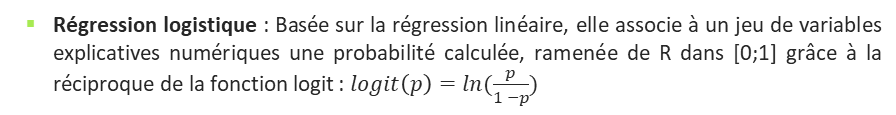 ▪ Régression logistique : Basée sur la régression linéaire, elle associe à un jeu de variables
explicatives numériques une probabilité calculée, ramenée de R dans [0;1] grâce à la
réciproque de la fonction logit : logit(p) = ln(p/(1 −p))